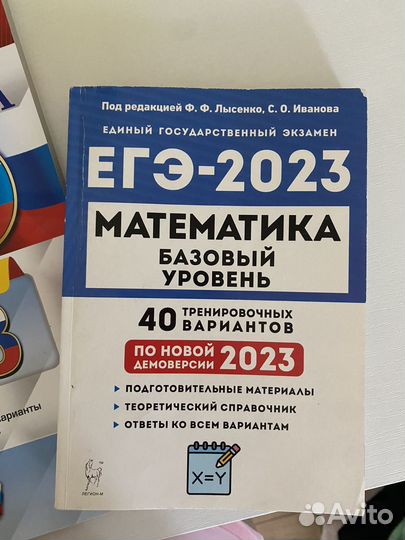 Под редакцией Ф. Ф. Лысенко, С. О. Иванова
ЕДИНЫЙ ГОСУДАРСТВЕННЫЙ ЭКЗАМЕН
ЕГЭ-2023
МАТЕМАТИКА
БАЗОВЫЙ
УРОВЕНЬ
40 ТРЕНИРОВОЧНЫХ
ВАРИАНТОВ
ПО НОВОЙ
ДЕМОВЕРСИИ 2023
ПОДГОТОВИТЕЛЬНЫЕ МАТЕРИАЛЫ
ТЕОРЕТИЧЕСКИЙ СПРАВОЧНИК
ОТВЕТЫ КО ВСЕМ ВАРИАНТАМ
X=Y
ЛЕГИОН-М
Avito